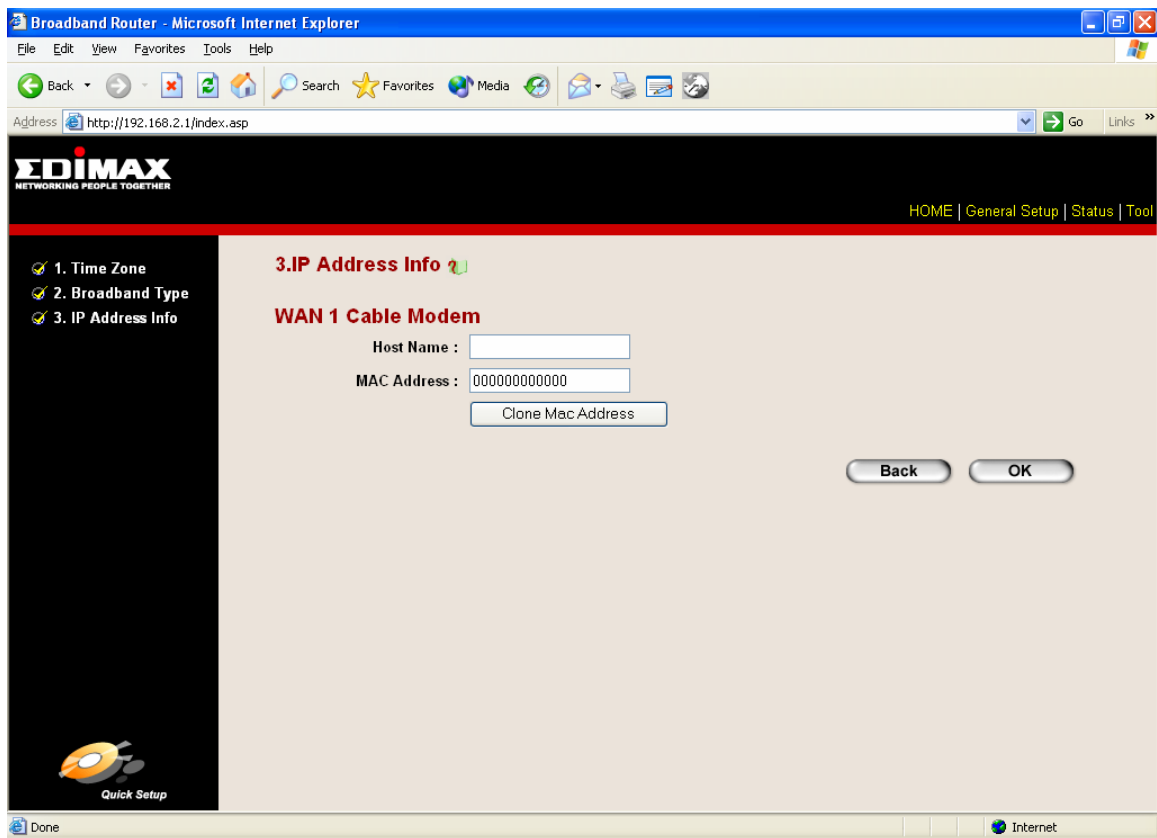 Broadband Router - Microsoft Internet Explorer
File Edit View Favorites Tools Help
Back Search Favorites Media
Address http://192.168.2.1/index.asp Go Links »
EDIMAX
NETWORKING PEOPLE TOGETHER
HOME | General Setup | Status | Tool
1. Time Zone
2. Broadband Type
3. IP Address Info
3.IP Address Info
WAN 1 Cable Modem
Host Name :
MAC Address : 000000000000
Clone Mac Address
Back OK
Quick Setup
Done Internet